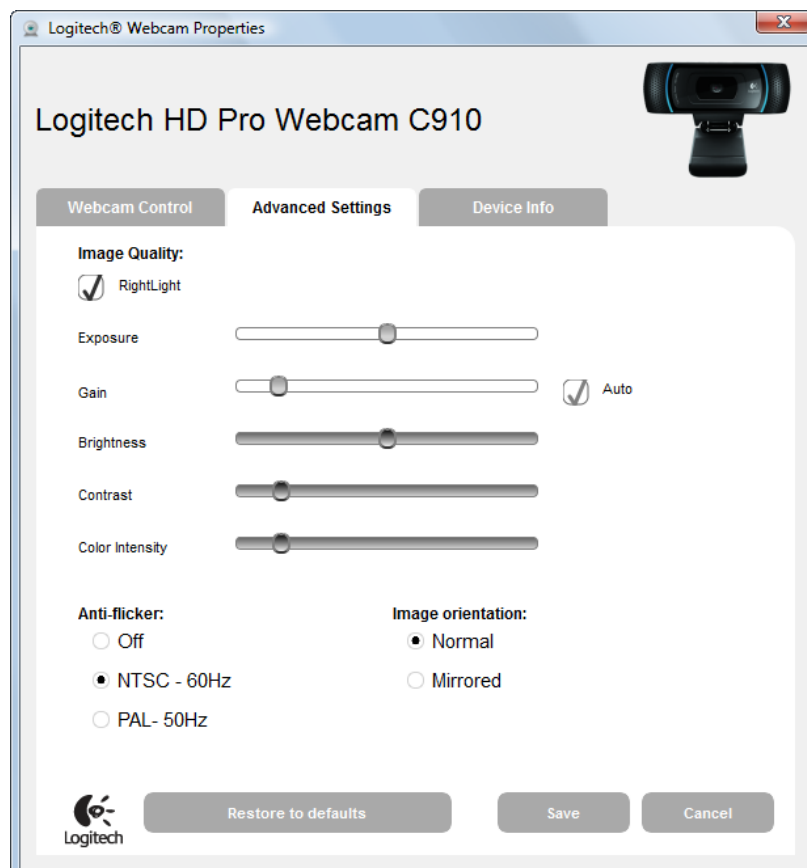 Logitech® Webcam Properties
Logitech HD Pro Webcam C910
Webcam Control Advanced Settings Device Info
Image Quality:
RightLight
Exposure
Gain Auto
Brightness
Contrast
Color Intensity
Anti-flicker: Image orientation:
Off Normal
NTSC - 60Hz Mirrored
PAL- 50Hz
Logitech Restore to defaults Save Cancel